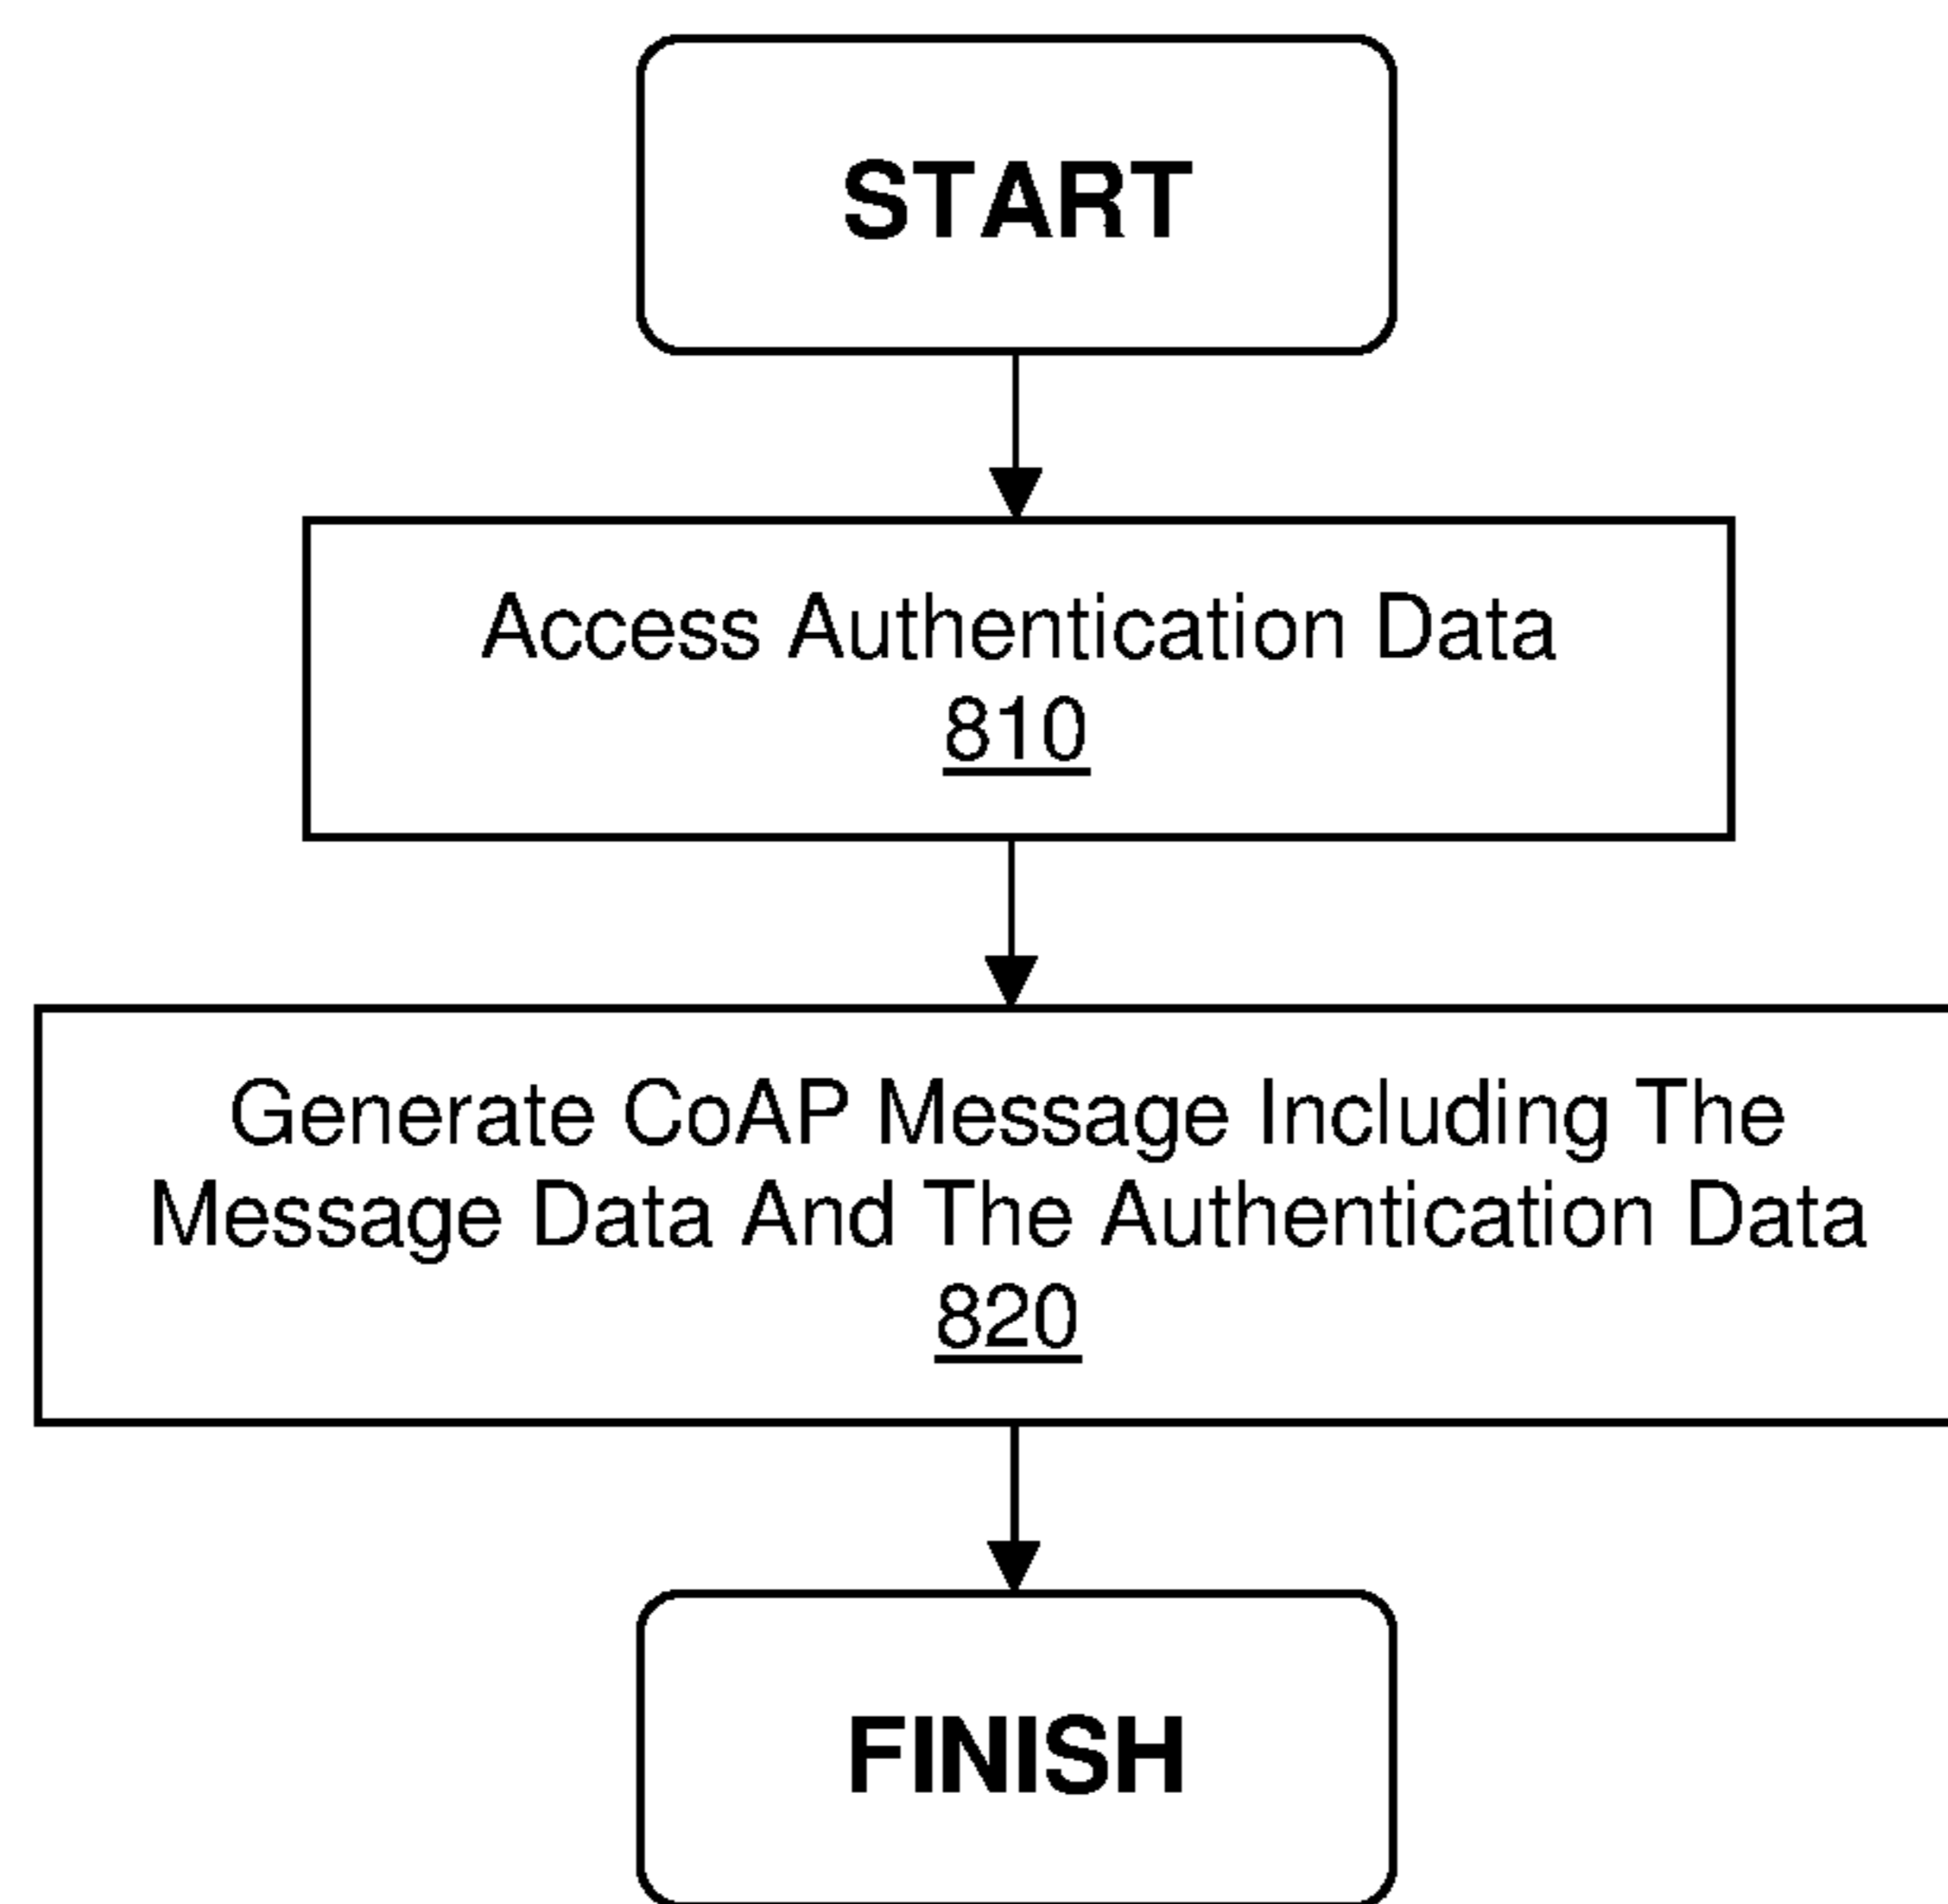 START
Access Authentication Data
810
Generate CoAP Message Including The
Message Data And The Authentication Data
820
FINISH